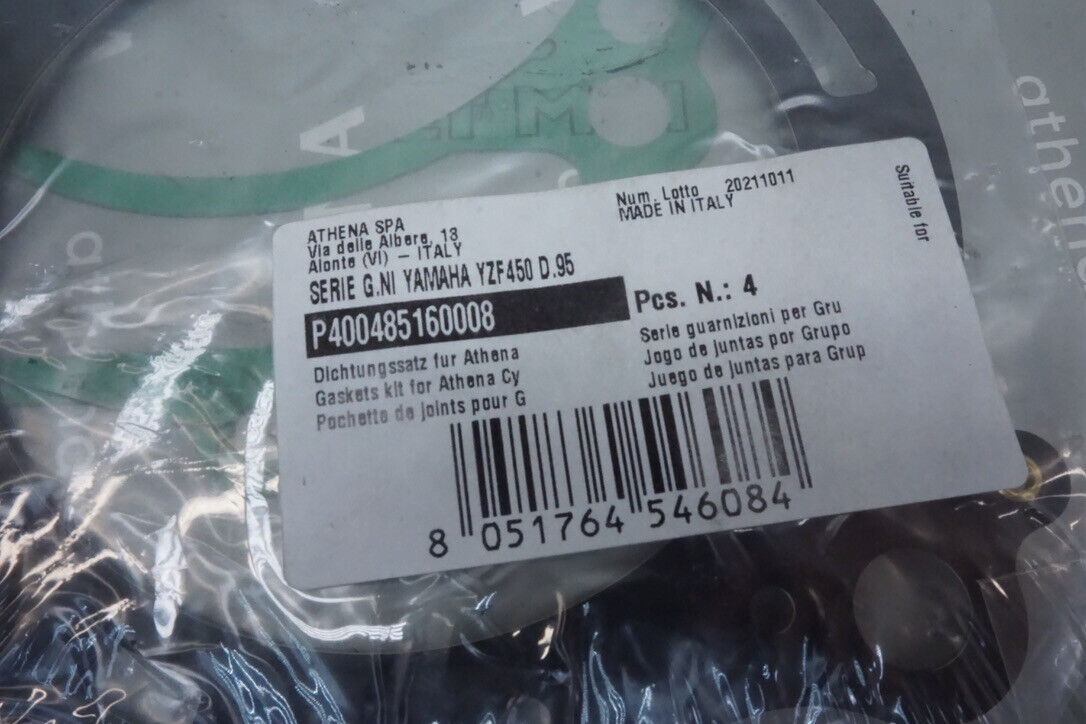 ATHENA SPA
Via delle Albere, 13
Alonte (VI) - ITALY
Num. Lotto 20211011
MADE IN ITALY
SERIE G.NI YAMAHA YZF450 D.95
P400485160008
Pcs. N.: 4
Dichtungssatz fur Athena
Gaskets kit for Athena Cy
Pochette de joints pour G
Serie guarnizioni per Gru
Jogo de juntas por Grupo
Juego de juntas para Grup
Suitable for
8 051764 546084
athena